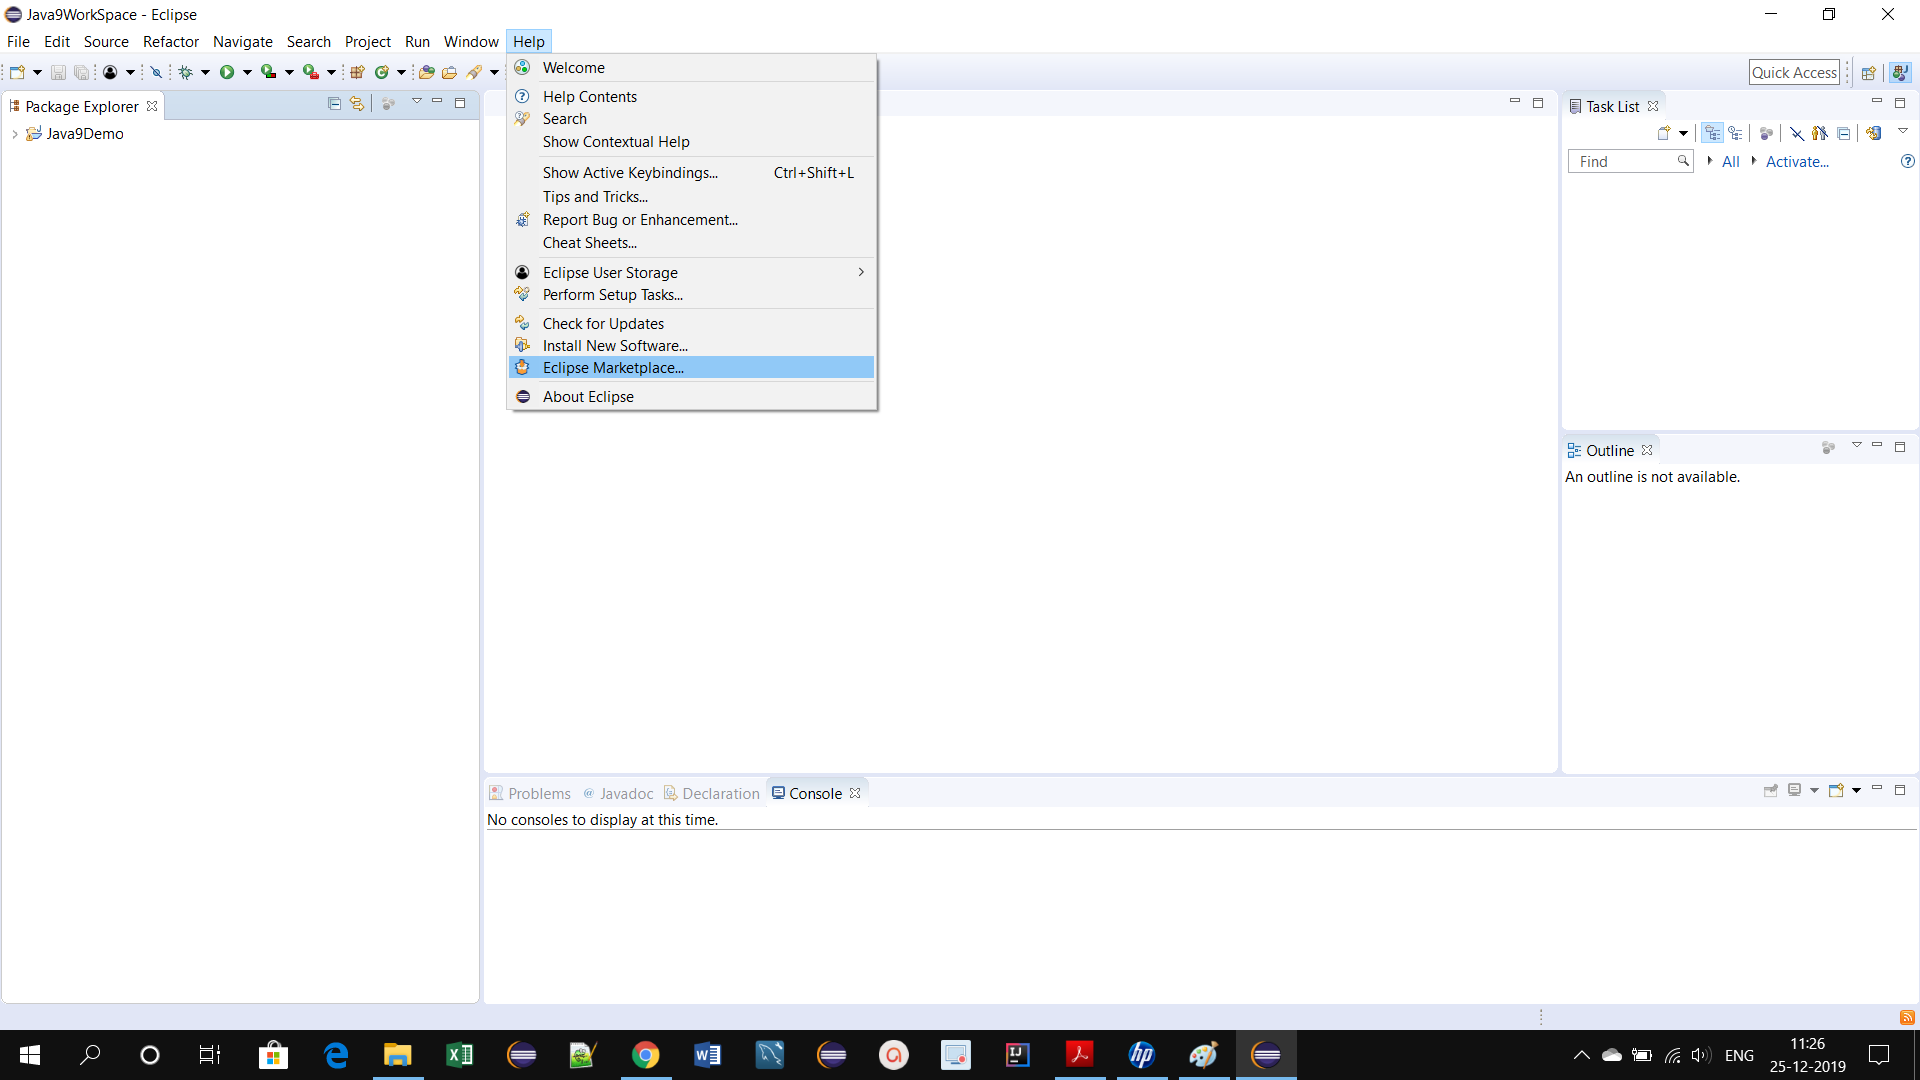 Java9WorkSpace - Eclipse
File Edit Source Refactor Navigate Search Project Run Window Help
Quick Access
Package Explorer
Java9Demo
Welcome
Help Contents
Search
Show Contextual Help
Show Active Keybindings... Ctrl+Shift+L
Tips and Tricks...
Report Bug or Enhancement...
Cheat Sheets...
Eclipse User Storage
Perform Setup Tasks...
Check for Updates
Install New Software...
Eclipse Marketplace...
About Eclipse
Task List
Find All Activate...
Outline
An outline is not available.
Problems @ Javadoc Declaration Console
No consoles to display at this time.
ENG
11:26
25-12-2019